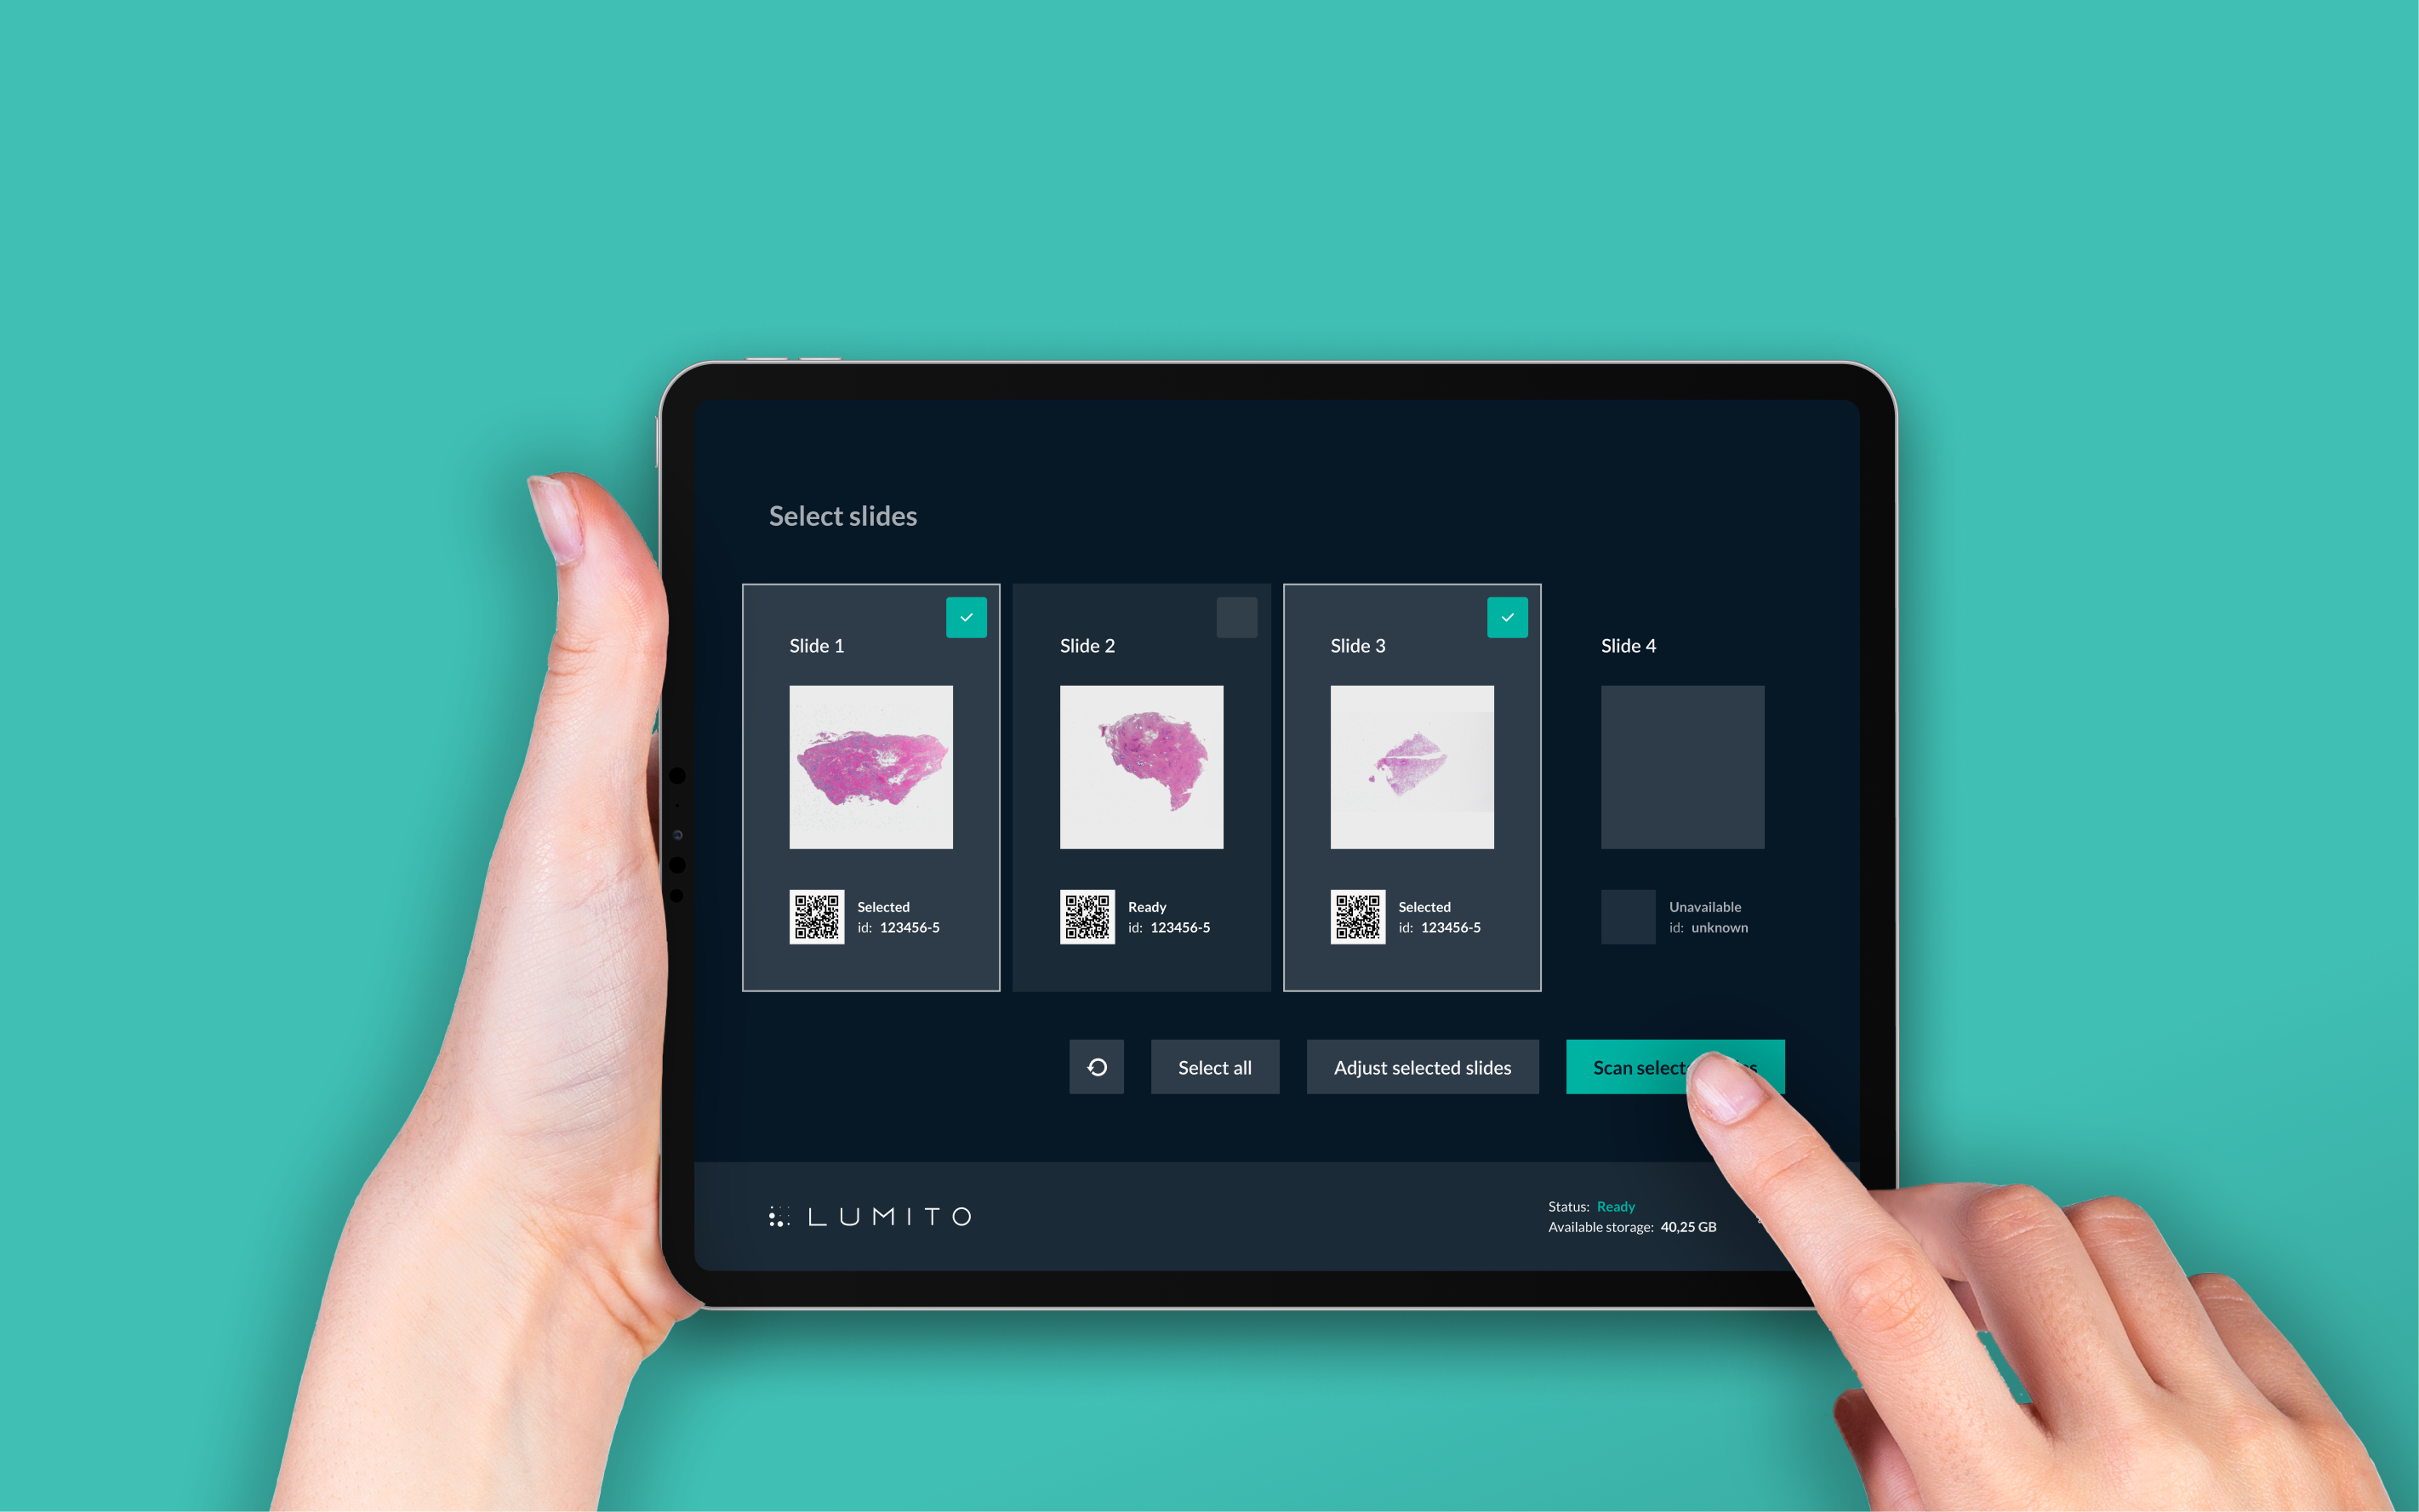 Select slides
Slide 1
Selected
id: 123456-5
Slide 2
Ready
id: 123456-5
Slide 3
Selected
id: 123456-5
Slide 4
Unavailable
id: unknown
Select all
Adjust selected slides
Scan
LUMITO
Status: Ready
Available storage: 40,25 GB